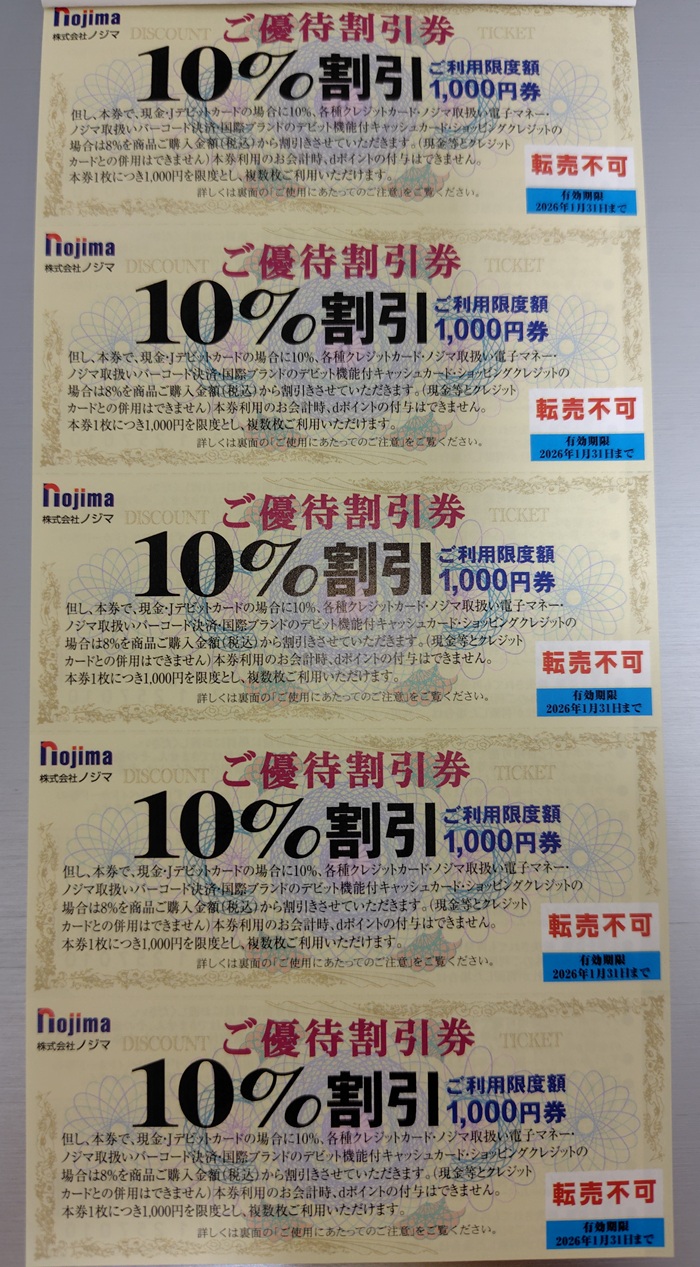 nojima
株式会社ノジマ
DISCOUNT
ご優待割引券
TICKET
10%割引
ご利用限度額
1,000円券
但し、本券で、現金・Jデビットカードの場合に10%、各種クレジットカード・ノジマ取扱い電子マネー・
ノジマ取扱いバーコード決済・国際ブランドのデビット機能付キャッシュカード・ショッピングクレジットの
場合は8%を商品ご購入金額(税込)から割引きさせていただきます。(現金等とクレジット
カードとの併用はできません)本券利用のお会計時、dポイントの付与はできません。
本券1枚につき1,000円を限度とし、複数枚ご利用いただけます。
詳しくは裏面の「ご使用にあたってのご注意」をご覧ください。
転売不可
有効期限
2026年1月31日まで
nojima
株式会社ノジマ
DISCOUNT
ご優待割引券
TICKET
10%割引
ご利用限度額
1,000円券
但し、本券で、現金・Jデビットカードの場合に10%、各種クレジットカード・ノジマ取扱い電子マネー・
ノジマ取扱いバーコード決済・国際ブランドのデビット機能付キャッシュカード・ショッピングクレジットの
場合は8%を商品ご購入金額(税込)から割引きさせていただきます。(現金等とクレジット
カードとの併用はできません)本券利用のお会計時、dポイントの付与はできません。
本券1枚につき1,000円を限度とし、複数枚ご利用いただけます。
詳しくは裏面の「ご使用にあたってのご注意」をご覧ください。
転売不可
有効期限
2026年1月31日まで
nojima
株式会社ノジマ
DISCOUNT
ご優待割引券
TICKET
10%割引
ご利用限度額
1,000円券
但し、本券で、現金・Jデビットカードの場合に10%、各種クレジットカード・ノジマ取扱い電子マネー・
ノジマ取扱いバーコード決済・国際ブランドのデビット機能付キャッシュカード・ショッピングクレジットの
場合は8%を商品ご購入金額(税込)から割引きさせていただきます。(現金等とクレジット
カードとの併用はできません)本券利用のお会計時、dポイントの付与はできません。
本券1枚につき1,000円を限度とし、複数枚ご利用いただけます。
詳しくは裏面の「ご使用にあたってのご注意」をご覧ください。
転売不可
有効期限
2026年1月31日まで
nojima
株式会社ノジマ
DISCOUNT
ご優待割引券
TICKET
10%割引
ご利用限度額
1,000円券
但し、本券で、現金・Jデビットカードの場合に10%、各種クレジットカード・ノジマ取扱い電子マネー・
ノジマ取扱いバーコード決済・国際ブランドのデビット機能付キャッシュカード・ショッピングクレジットの
場合は8%を商品ご購入金額(税込)から割引きさせていただきます。(現金等とクレジット
カードとの併用はできません)本券利用のお会計時、dポイントの付与はできません。
本券1枚につき1,000円を限度とし、複数枚ご利用いただけます。
詳しくは裏面の「ご使用にあたってのご注意」をご覧ください。
転売不可
有効期限
2026年1月31日まで
nojima
株式会社ノジマ
DISCOUNT
ご優待割引券
TICKET
10%割引
ご利用限度額
1,000円券
但し、本券で、現金・Jデビットカードの場合に10%、各種クレジットカード・ノジマ取扱い電子マネー・
ノジマ取扱いバーコード決済・国際ブランドのデビット機能付キャッシュカード・ショッピングクレジットの
場合は8%を商品ご購入金額(税込)から割引きさせていただきます。(現金等とクレジット
カードとの併用はできません)本券利用のお会計時、dポイントの付与はできません。
本券1枚につき1,000円を限度とし、複数枚ご利用いただけます。
詳しくは裏面の「ご使用にあたってのご注意」をご覧ください。
転売不可
有効期限
2026年1月31日まで